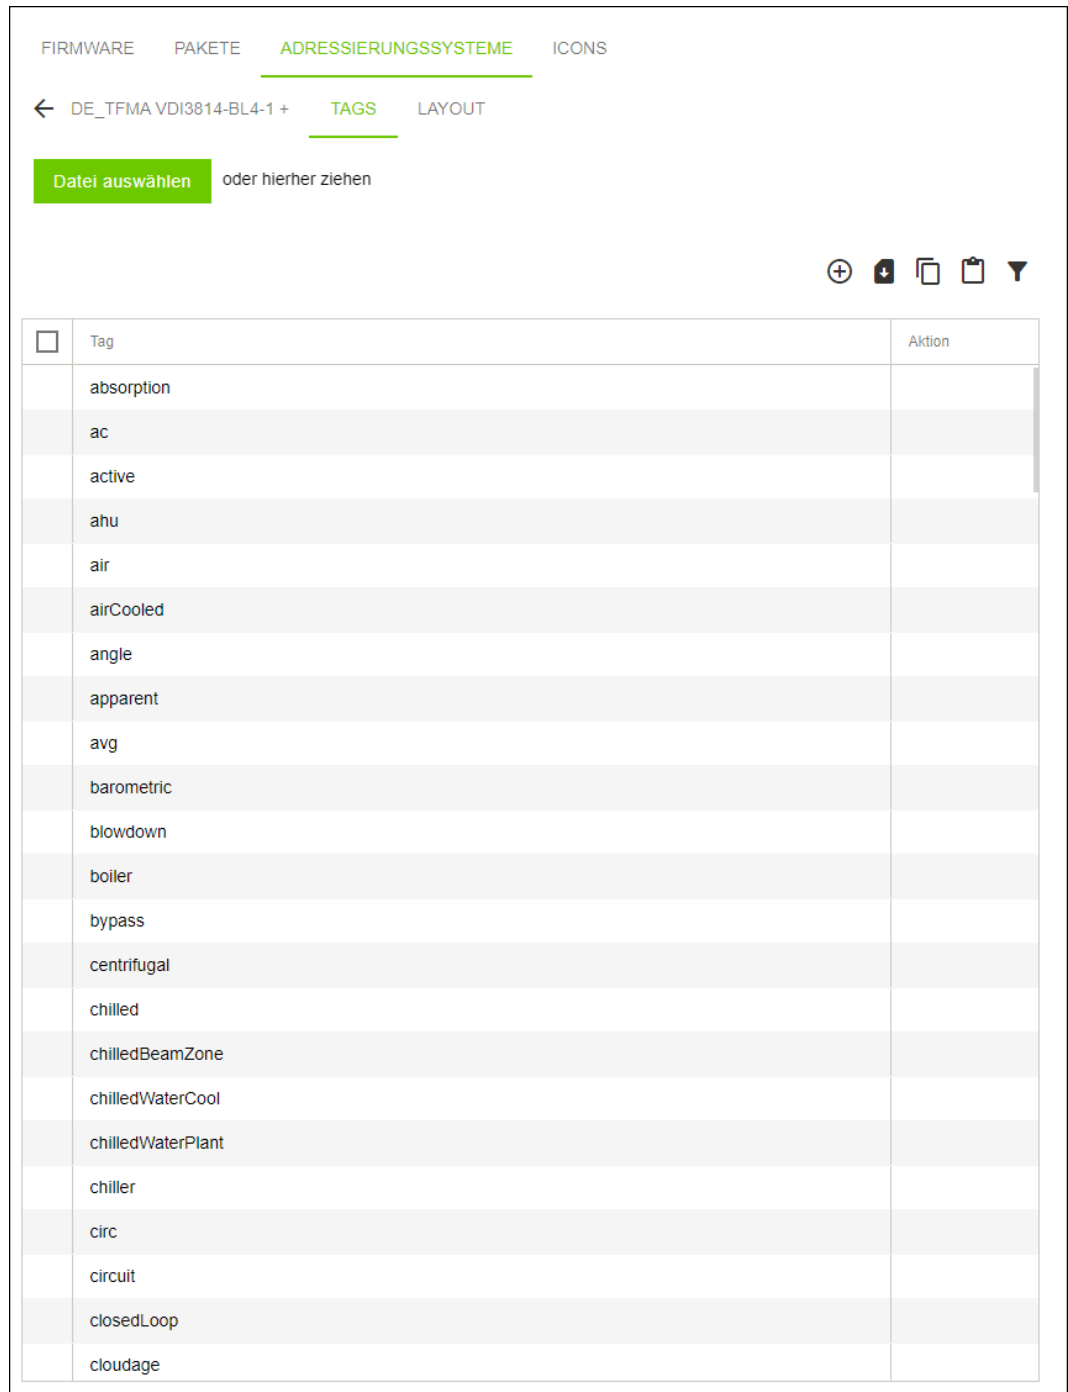 FIRMWARE PAKETE ADRESSIERUNGSSYSTEME ICONS
DE_TFMA VDI3814-BL4-1 + TAGS LAYOUT
Datei auswählen oder hierher ziehen
Tag Aktion
absorption
ac
active
ahu
air
airCooled
angle
apparent
avg
barometric
blowdown
boiler
bypass
centrifugal
chilled
chilledBeamZone
chilledWaterCool
chilledWaterPlant
chiller
circ
circuit
closedLoop
cloudage